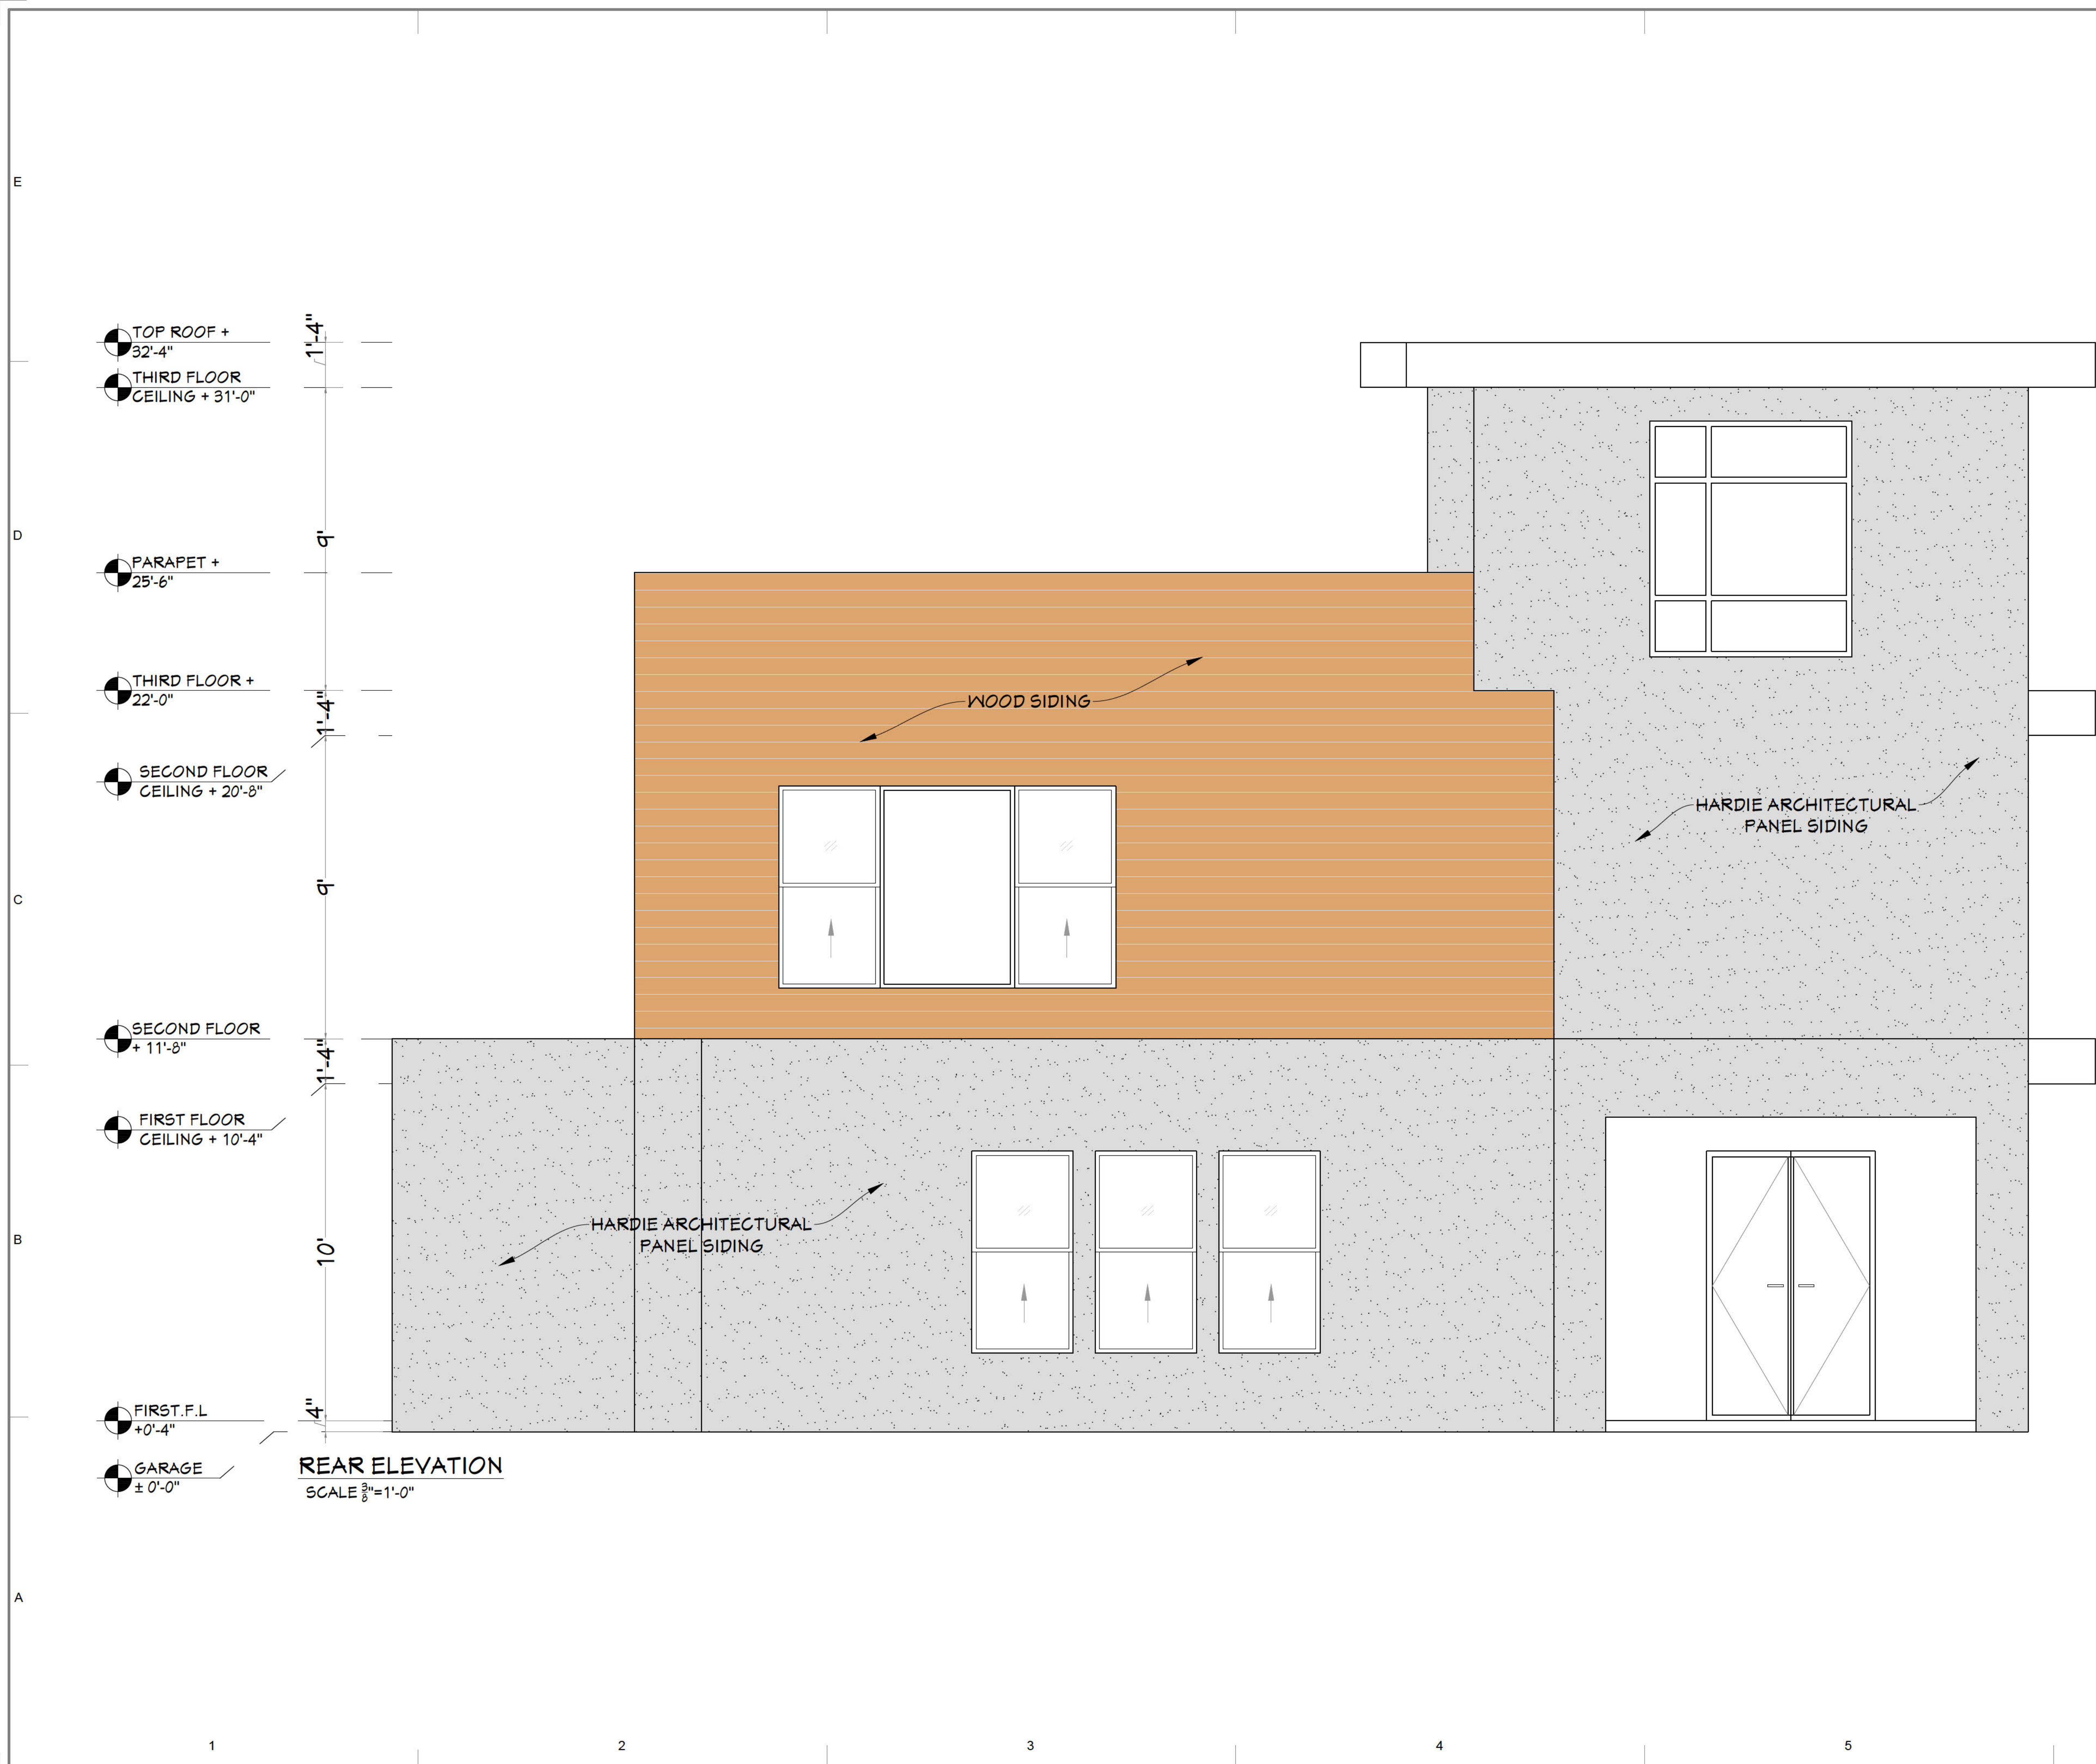 E
TOP ROOF +
32'-4"
1'-4"
THIRD FLOOR
CEILING + 31'-0"
D
9'
PARAPET +
25'-6"
THIRD FLOOR +
22'-0"
1'-4"
WOOD SIDING
SECOND FLOOR
CEILING + 20'-8"
HARDIE ARCHITECTURAL
PANEL SIDING
C
9'
SECOND FLOOR
+ 11'-8"
1'-4"
FIRST FLOOR
CEILING + 10'-4"
B
10'
HARDIE ARCHITECTURAL
PANEL SIDING
FIRST.F.L
+0'-4"
4"
GARAGE
± 0'-0"
REAR ELEVATION
SCALE 3/8"=1'-0"
A
1 2 3 4 5